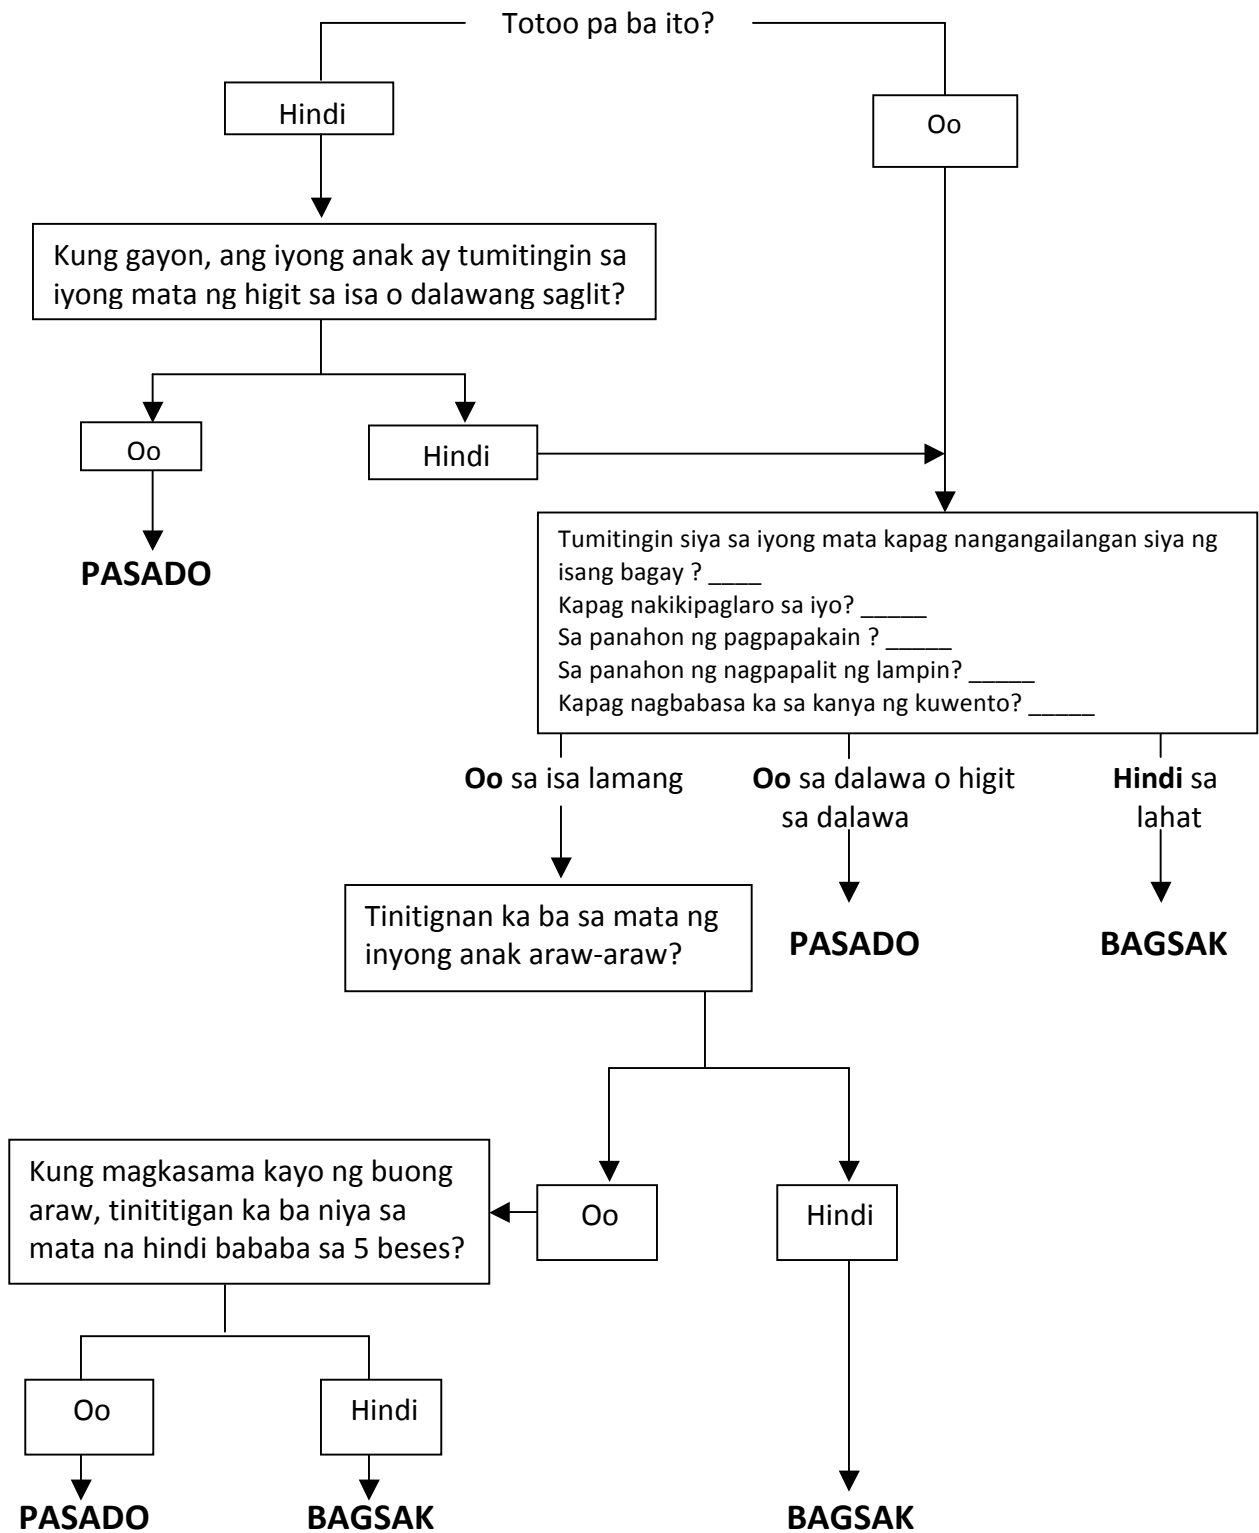 Totoo pa ba ito?
Hindi
Oo
Kung gayon, ang iyong anak ay tumitingin sa
iyong mata ng higit sa isa o dalawang saglit?
Oo
Hindi
PASADO
Tumitingin siya sa iyong mata kapag nangangailangan siya ng
isang bagay ? ____
Kapag nakikipaglaro sa iyo? _____
Sa panahon ng pagpapakain ? _____
Sa panahon ng nagpapalit ng lampin? _____
Kapag nagbabasa ka sa kanya ng kuwento? _____
Oo sa isa lamang
Oo sa dalawa o higit
sa dalawa
Hindi sa
lahat
Tinitignan ka ba sa mata ng
inyong anak araw-araw?
PASADO
BAGSAK
Kung magkasama kayo ng buong
araw, tinititigan ka ba niya sa
mata na hindi bababa sa 5 beses?
Oo
Hindi
Oo
Hindi
PASADO
BAGSAK
BAGSAK